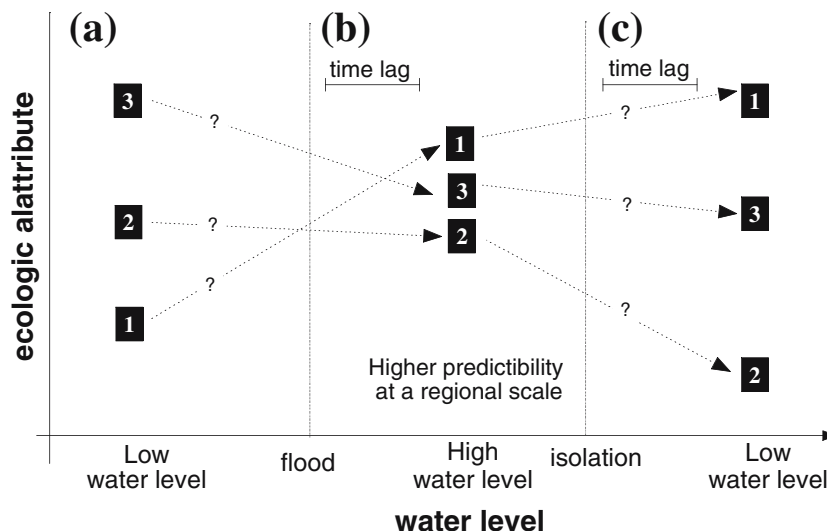 (a) (b) (c)
time lag time lag
3 ? 1 ? 1
2 ? 3 ? 3
1 ? 2 ? 2
ecologic alattribute
Higher predictibility
at a regional scale
Low
water level
flood
High
water level
isolation
Low
water level
water level